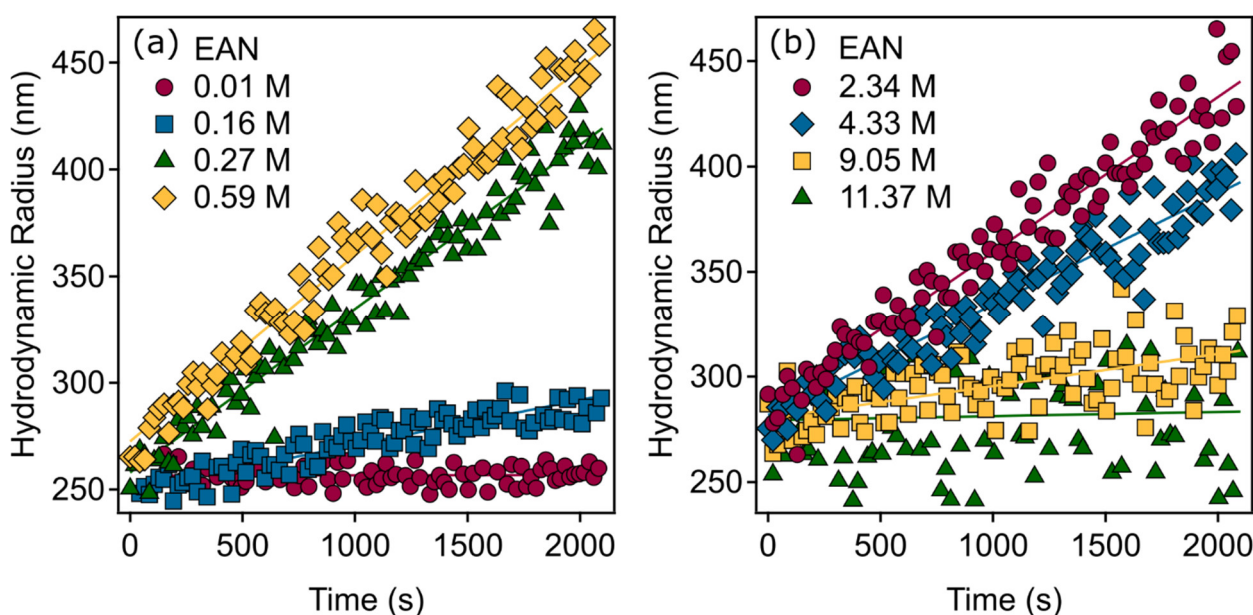 (a)
EAN
0.01 M
0.16 M
0.27 M
0.59 M
450
400
350
300
250
Hydrodynamic Radius (nm)
0 500 1000 1500 2000
Time (s)
(b)
EAN
2.34 M
4.33 M
9.05 M
11.37 M
450
400
350
300
250
Hydrodynamic Radius (nm)
0 500 1000 1500 2000
Time (s)